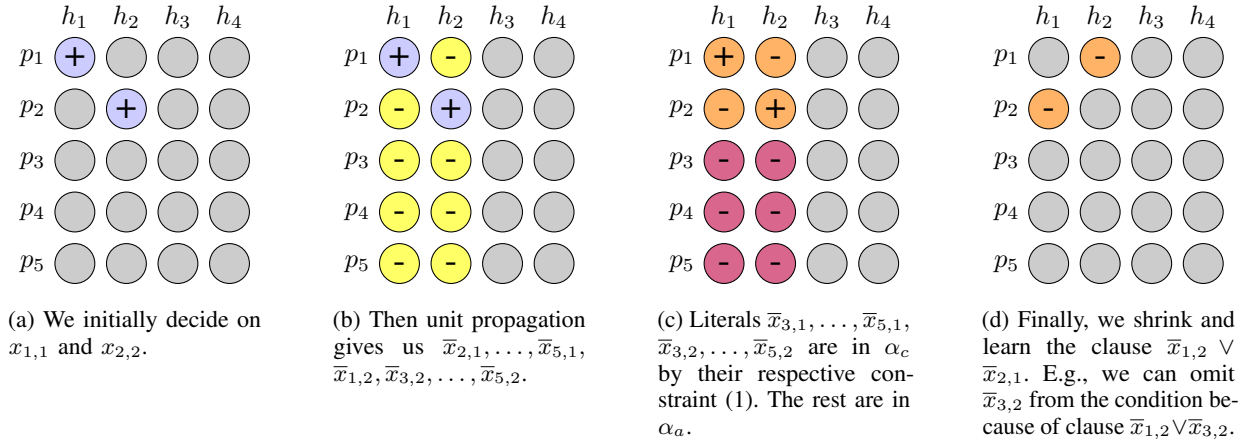 h₁ h₂ h₃ h₄
p₁ +
p₂ +
p₃
p₄
p₅
(a) We initially decide on
x₁,₁ and x₂,₂.
h₁ h₂ h₃ h₄
p₁ + -
p₂ - +
p₃ - -
p₄ - -
p₅ - -
(b) Then unit propagation
gives us x̅₂,₁, . . . , x̅₅,₁,
x̅₁,₂, x̅₃,₂, . . . , x̅₅,₂.
h₁ h₂ h₃ h₄
p₁ + -
p₂ - +
p₃ - -
p₄ - -
p₅ - -
(c) Literals x̅₃,₁, . . . , x̅₅,₁,
x̅₃,₂, . . . , x̅₅,₂ are in α_c
by their respective con-
straint (1). The rest are in
α_a.
h₁ h₂ h₃ h₄
p₁ -
p₂ -
p₃
p₄
p₅
(d) Finally, we shrink and
learn the clause x̅₁,₂ ∨
x̅₂,₁. E.g., we can omit
x̅₃,₂ from the condition be-
cause of clause x̅₁,₂∨x̅₃,₂.